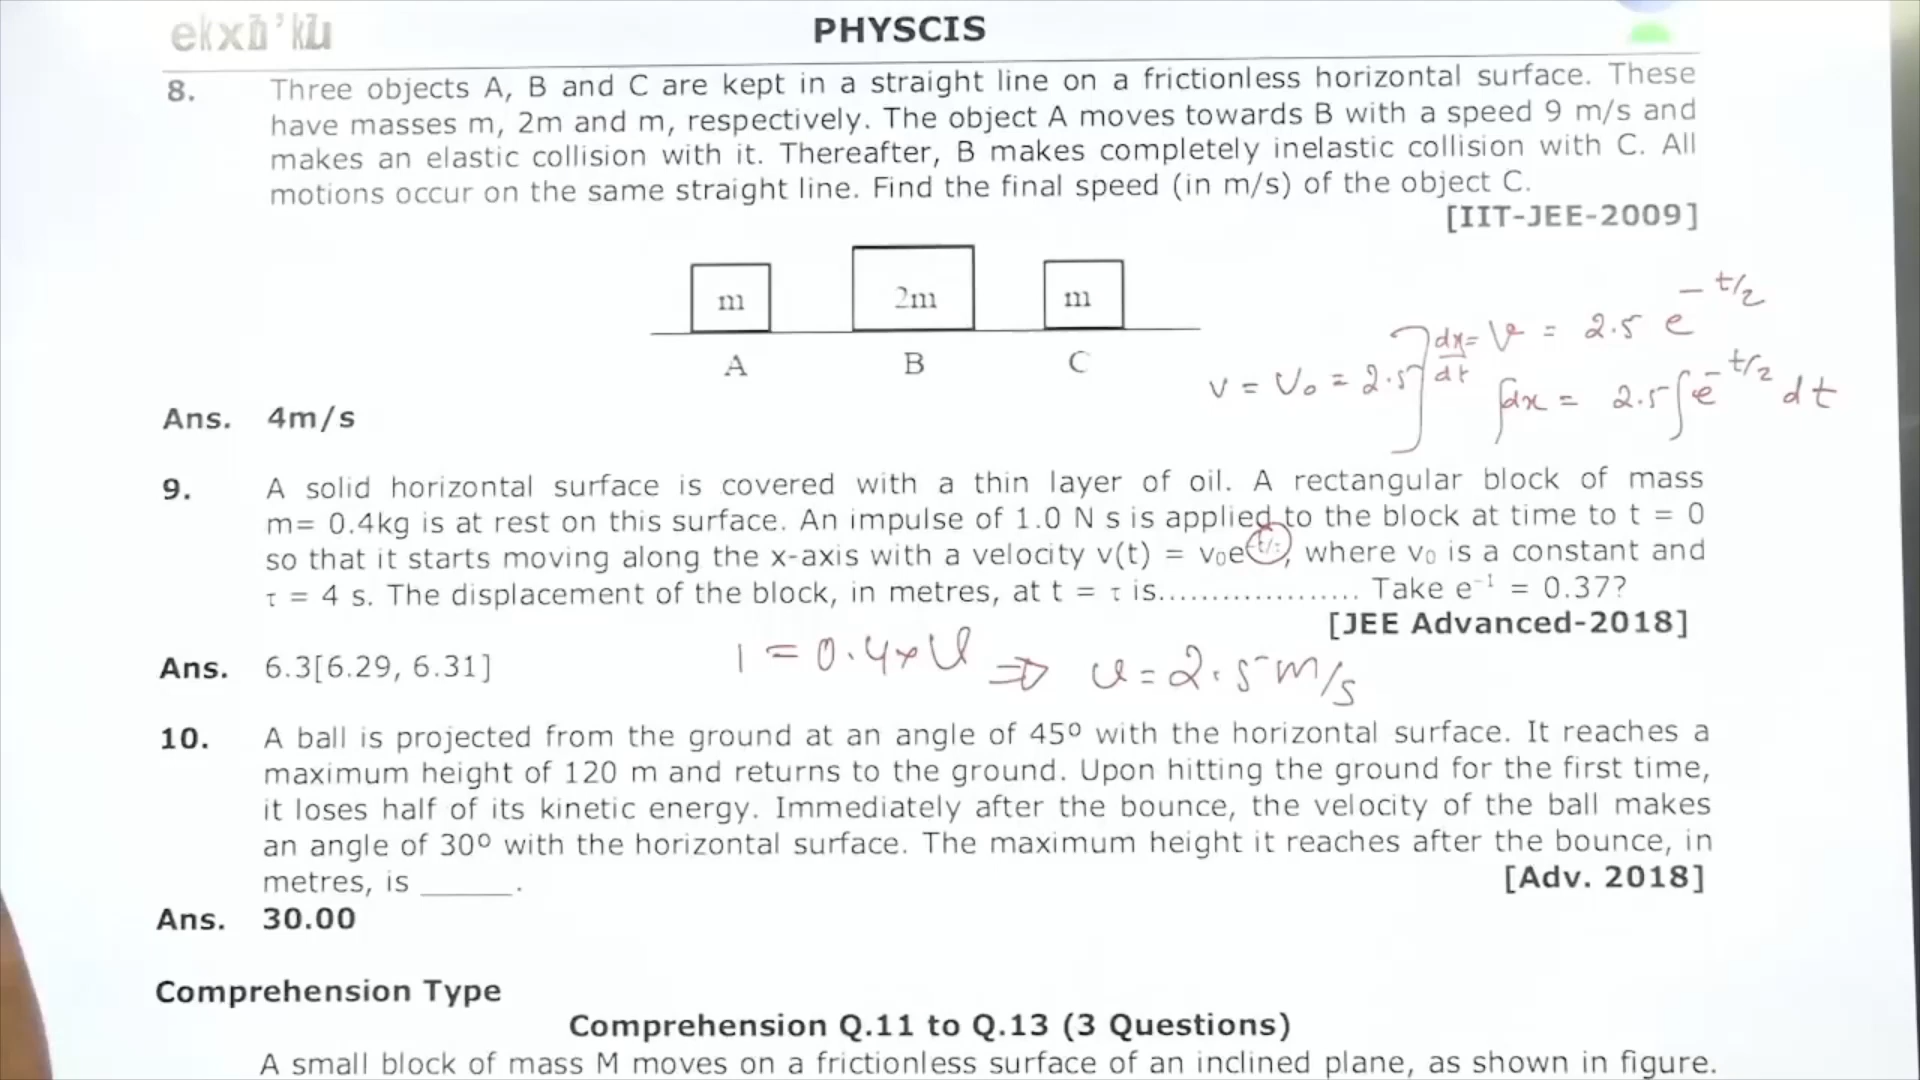 PHYSCIS
8. Three objects A, B and C are kept in a straight line on a frictionless horizontal surface. These
have masses m, 2m and m, respectively. The object A moves towards B with a speed 9 m/s and
makes an elastic collision with it. Thereafter, B makes completely inelastic collision with C. All
motions occur on the same straight line. Find the final speed (in m/s) of the object C.
[IIT-JEE-2009]
m 2m m
A B C
dx/dt = v = 2.5 e^{-t/2}
v = v₀ = 2.5
∫dx = 2.5∫e^{-t/2} dt
Ans. 4m/s
9. A solid horizontal surface is covered with a thin layer of oil. A rectangular block of mass
m= 0.4kg is at rest on this surface. An impulse of 1.0 N s is applied to the block at time to t = 0
so that it starts moving along the x-axis with a velocity v(t) = v₀e, where v₀ is a constant and
τ = 4 s. The displacement of the block, in metres, at t = τ is................... Take e⁻¹ = 0.37?
[JEE Advanced-2018]
1 = 0.4×v ⇒ v = 2.5 m/s
Ans. 6.3[6.29, 6.31]
10. A ball is projected from the ground at an angle of 45º with the horizontal surface. It reaches a
maximum height of 120 m and returns to the ground. Upon hitting the ground for the first time,
it loses half of its kinetic energy. Immediately after the bounce, the velocity of the ball makes
an angle of 30º with the horizontal surface. The maximum height it reaches after the bounce, in
metres, is ______.
[Adv. 2018]
Ans. 30.00
Comprehension Type
Comprehension Q.11 to Q.13 (3 Questions)
A small block of mass M moves on a frictionless surface of an inclined plane, as shown in figure.